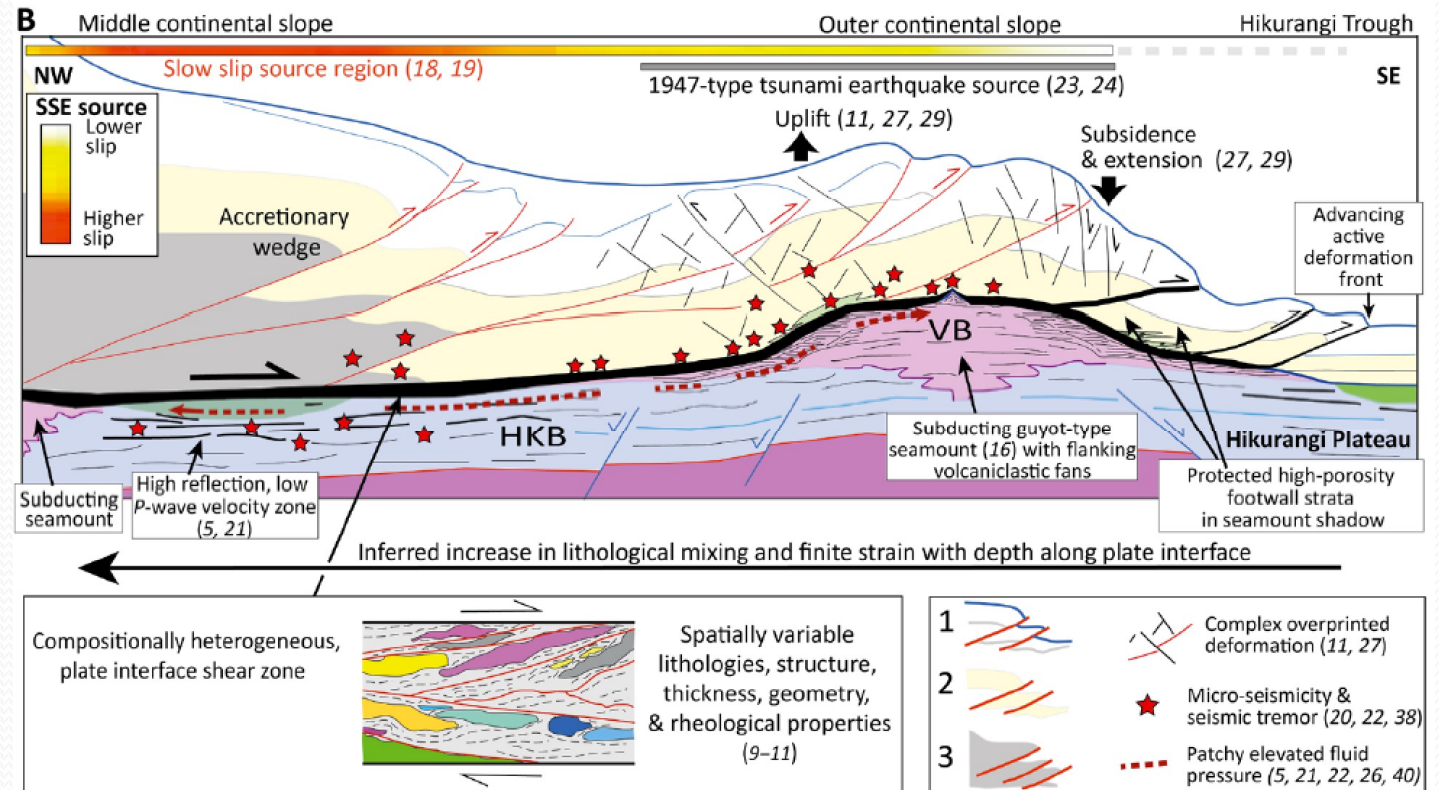 B
Middle continental slope
Outer continental slope
Hikurangi Trough
NW
Slow slip source region (18, 19)
SE
1947-type tsunami earthquake source (23, 24)
SSE source
Lower
slip
Higher
slip
Uplift (11, 27, 29)
Subsidence
& extension (27, 29)
Accretionary
wedge
Advancing
active
deformation
front
VB
HKB
Hikurangi Plateau
Subducting
seamount
High reflection, low
P-wave velocity zone
(5, 21)
Subducting guyot-type
seamount (16) with flanking
volcaniclastic fans
Protected high-porosity
footwall strata
in seamount shadow
Inferred increase in lithological mixing and finite strain with depth along plate interface
Compositionally heterogeneous,
plate interface shear zone
Spatially variable
lithologies, structure,
thickness, geometry,
& rheological properties
(9–11)
1
2
3
Complex overprinted
deformation (11, 27)
Micro-seismicity &
seismic tremor (20, 22, 38)
Patchy elevated fluid
pressure (5, 21, 22, 26, 40)